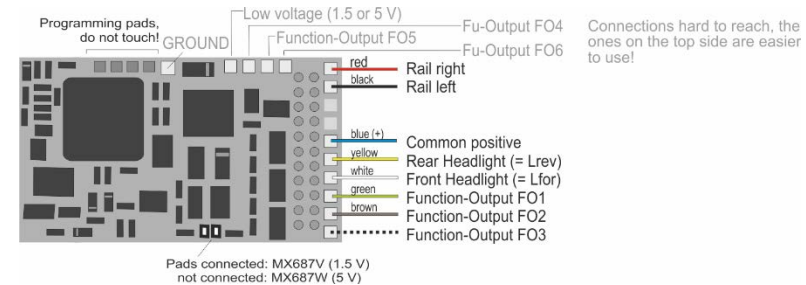 Programming pads,
do not touch!
GROUND
Low voltage (1.5 or 5 V)
Function-Output FO5
Fu-Output FO4
Fu-Output FO6
Connections hard to reach, the
ones on the top side are easier
to use!
red Rail right
black Rail left
blue (+) Common positive
yellow Rear Headlight (= Lrev)
white Front Headlight (= Lfor)
green Function-Output FO1
brown Function-Output FO2
Function-Output FO3
Pads connected: MX687V (1.5 V)
not connected: MX687W (5 V)